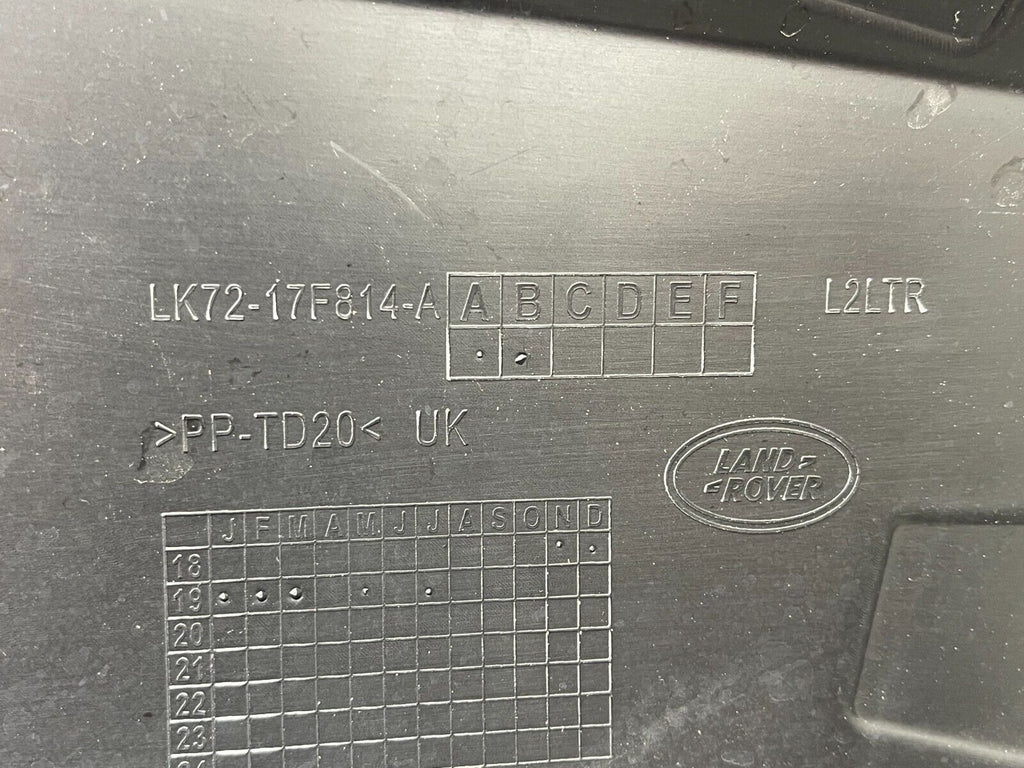 LK72-17F814-A A B C D E F L2LTR
>PP-TD20< UK
LAND
ROVER
J F M A M J J A S O N D
18
19
20
21
22
23